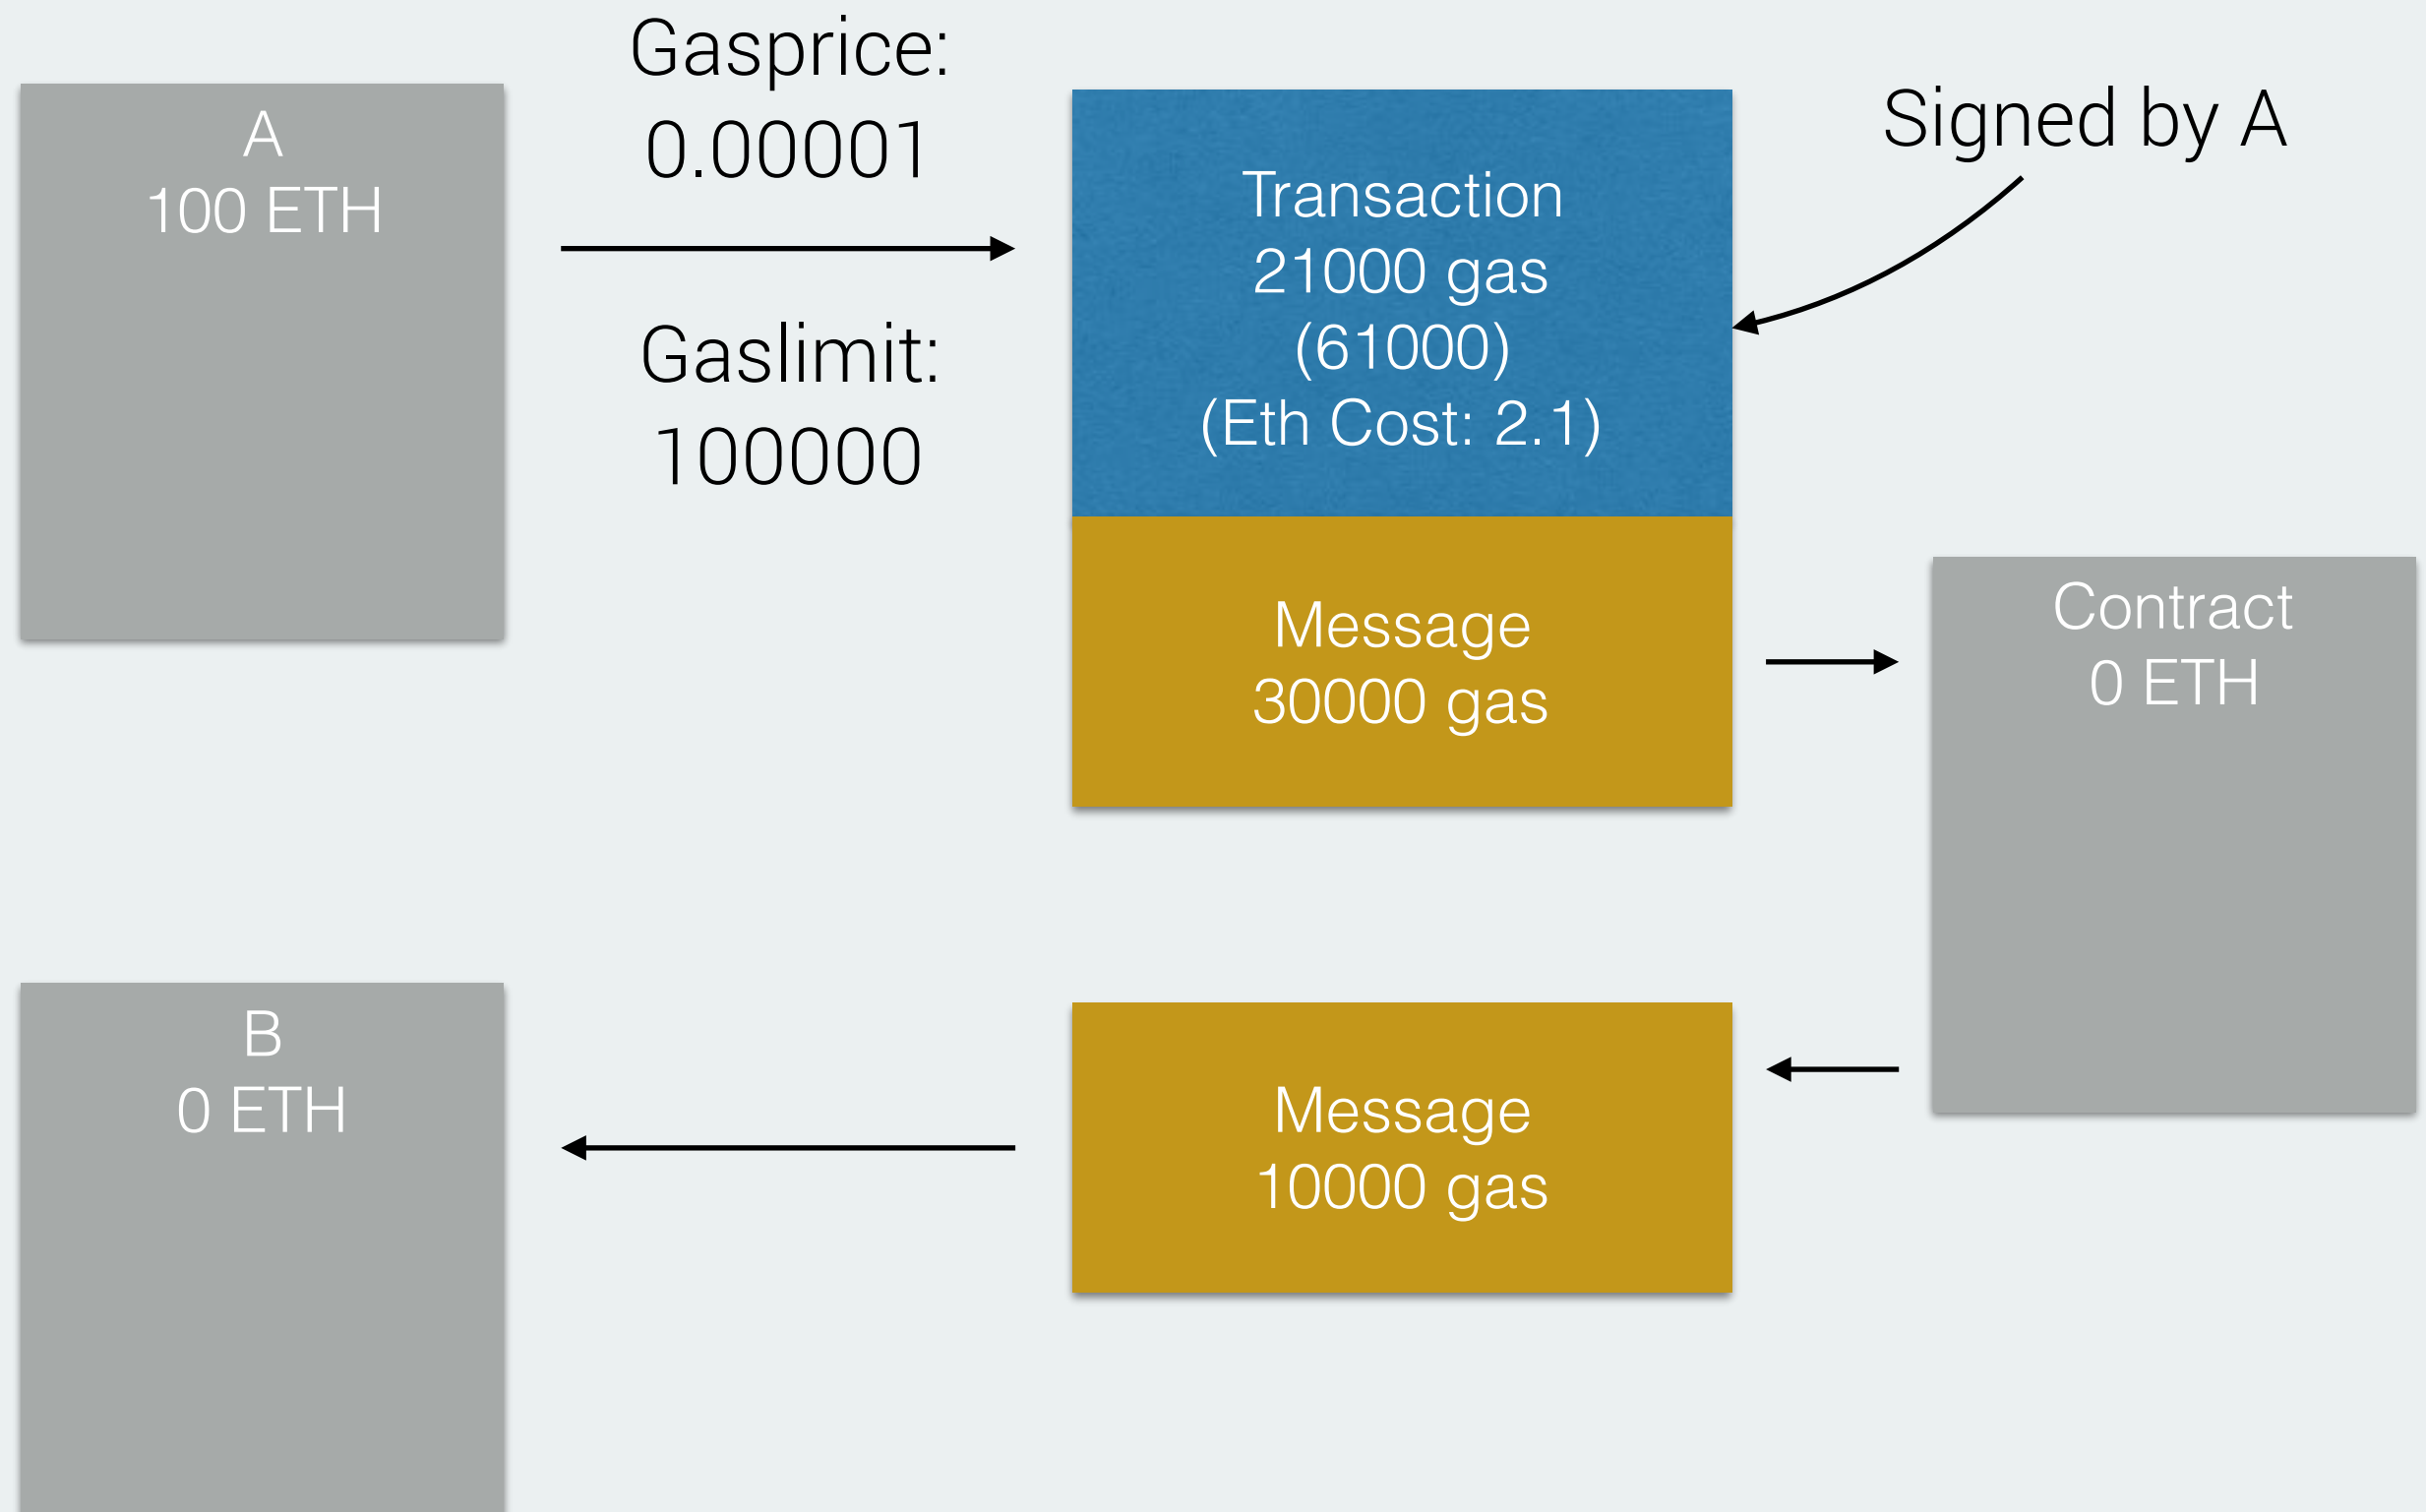 A
100 ETH
Gasprice:
0.00001
Gaslimit:
100000
Transaction
21000 gas
(61000)
(Eth Cost: 2.1)
Signed by A
Message
30000 gas
Contract
0 ETH
B
0 ETH
Message
10000 gas